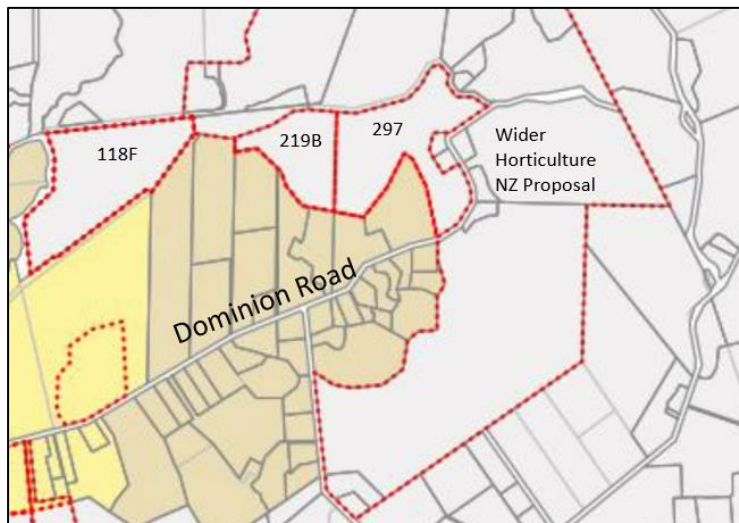 118F
219B
297
Wider
Horticulture
NZ Proposal
Dominion Road